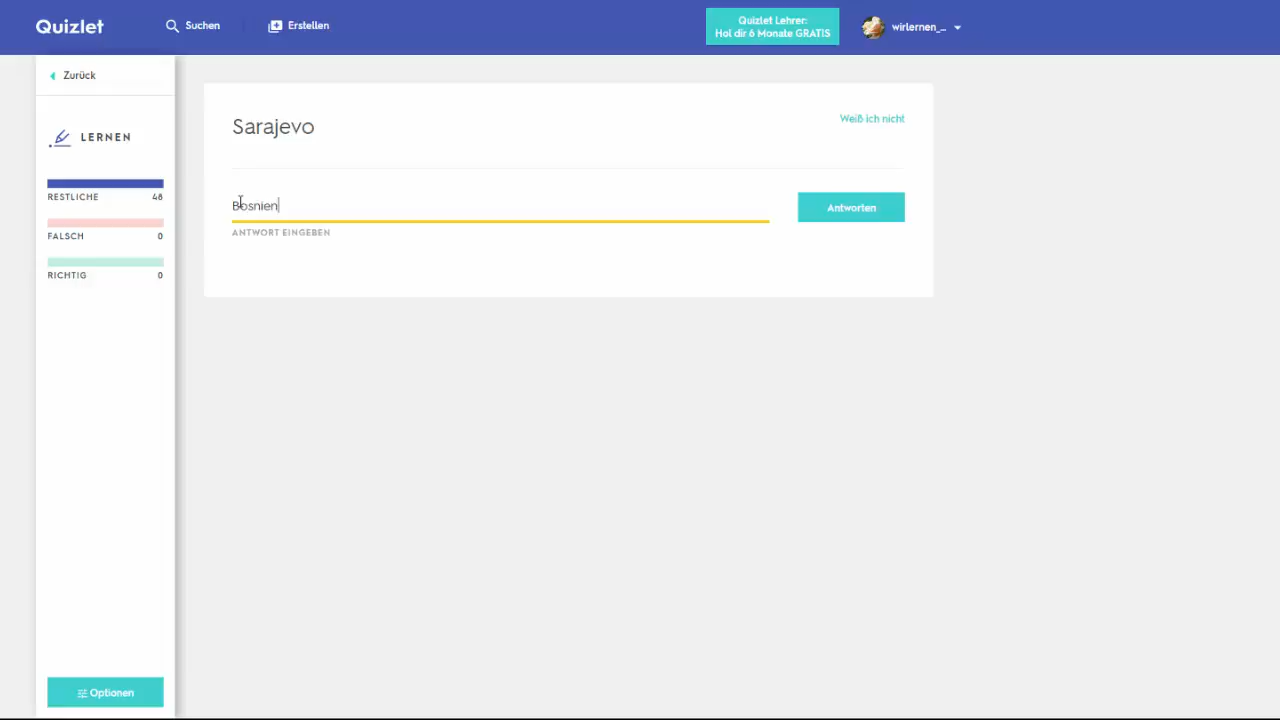 Quizlet
Suchen
Erstellen
Quizlet Lehrer:
Hol dir 6 Monate GRATIS
wirlernen_...
Zurück
LERNEN
RESTLICHE 48
FALSCH 0
RICHTIG 0
Optionen
Sarajevo
Weiß ich nicht
Bosnien
ANTWORT EINGEBEN
Antworten